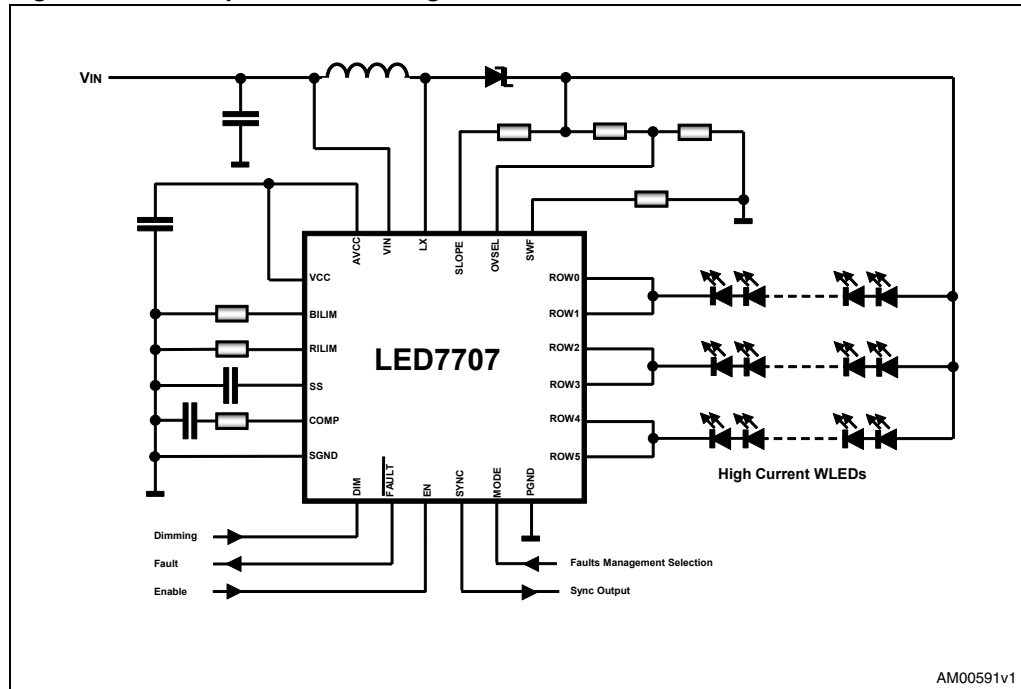 VIN
AVCC
VIN
LX
SLOPE
OVSEL
SWF
VCC
BILIM
RILIM
SS
COMP
SGND
LED7707
ROW0
ROW1
ROW2
ROW3
ROW4
ROW5
High Current WLEDs
DIM
FAULT
EN
SYNC
MODE
PGND
Dimming
Fault
Enable
Faults Management Selection
Sync Output
AM00591v1